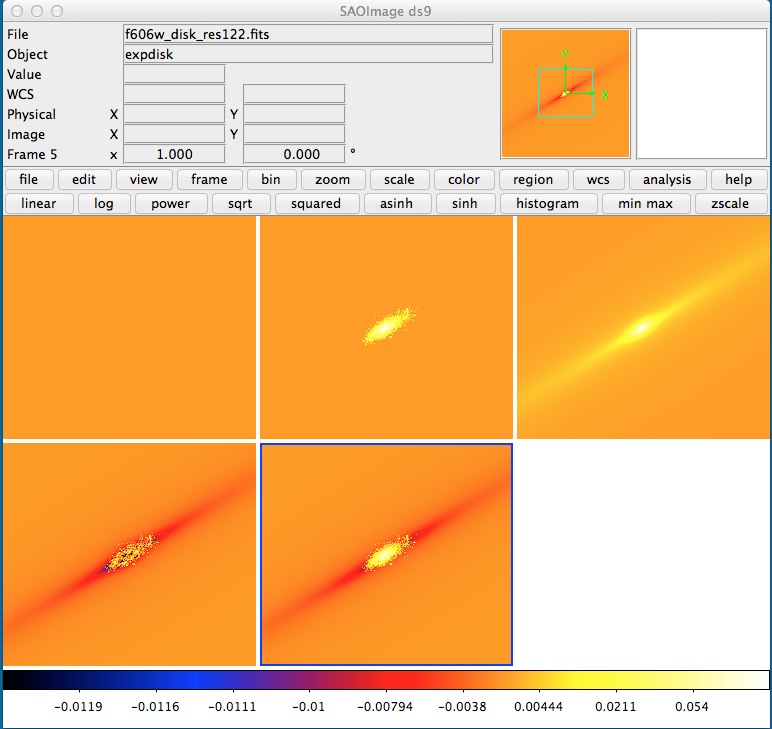 SAOImage ds9
File f606w_disk_res122.fits
Object expdisk
Value
WCS
Physical X Y
Image X Y
Frame 5 x 1.000 0.000 °
Y
X
file edit view frame bin zoom scale color region wcs analysis help
linear log power sqrt squared asinh sinh histogram min max zscale
-0.0119 -0.0116 -0.0111 -0.01 -0.00794 -0.0038 0.00444 0.0211 0.054